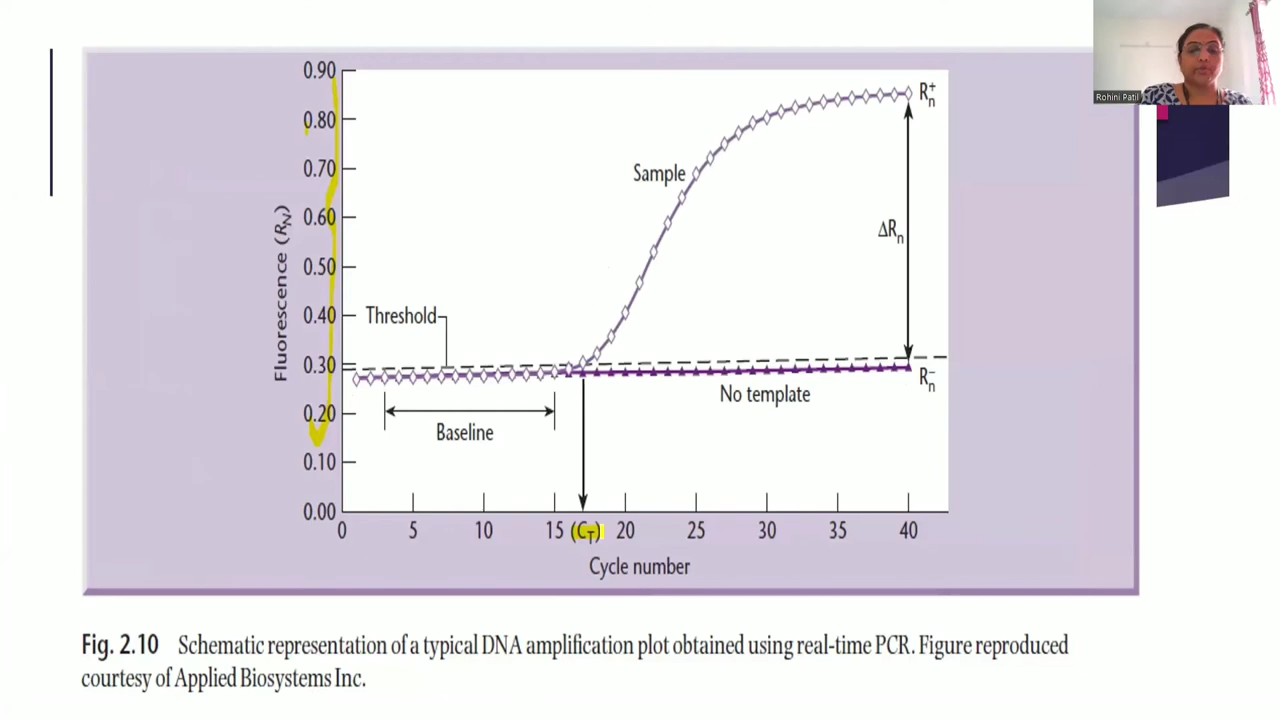 Rohini Patil
0.90
0.80
0.70
0.60
0.50
0.40
0.30
0.20
0.10
0.00
Fluorescence (R_N)
Sample
R_n^+
ΔR_n
Threshold
No template
R_n^-
Baseline
0 5 10 15 (C_T) 20 25 30 35 40
Cycle number
Fig. 2.10 Schematic representation of a typical DNA amplification plot obtained using real-time PCR. Figure reproduced
courtesy of Applied Biosystems Inc.